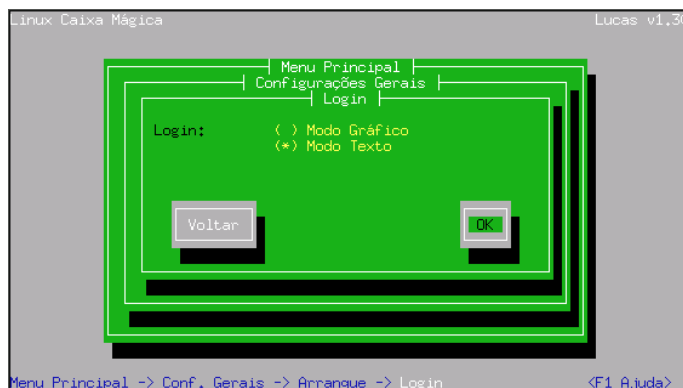 Linux Caixa Mágica Lucas v1.30
Menu Principal
Configurações Gerais
Login
Login: ( ) Modo Gráfico
(*) Modo Texto
Voltar OK
Menu Principal -> Conf. Gerais -> Arranque -> Login <F1 Ajuda>